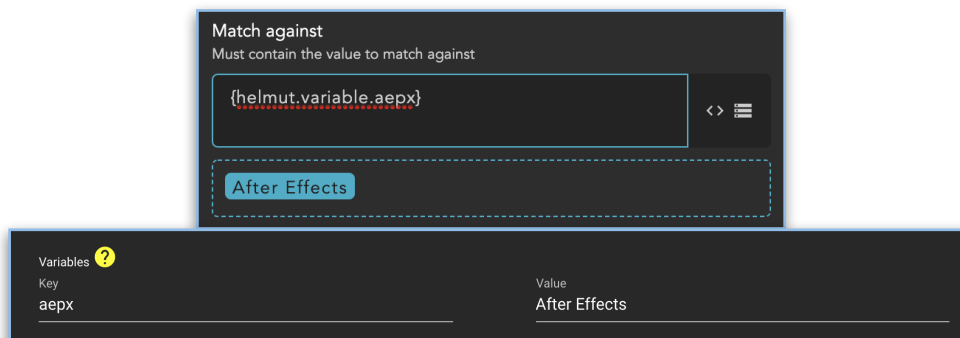 Match against
Must contain the value to match against
{helmut.variable.aepx}
<>
After Effects
Variables ?
Key
aepx
Value
After Effects